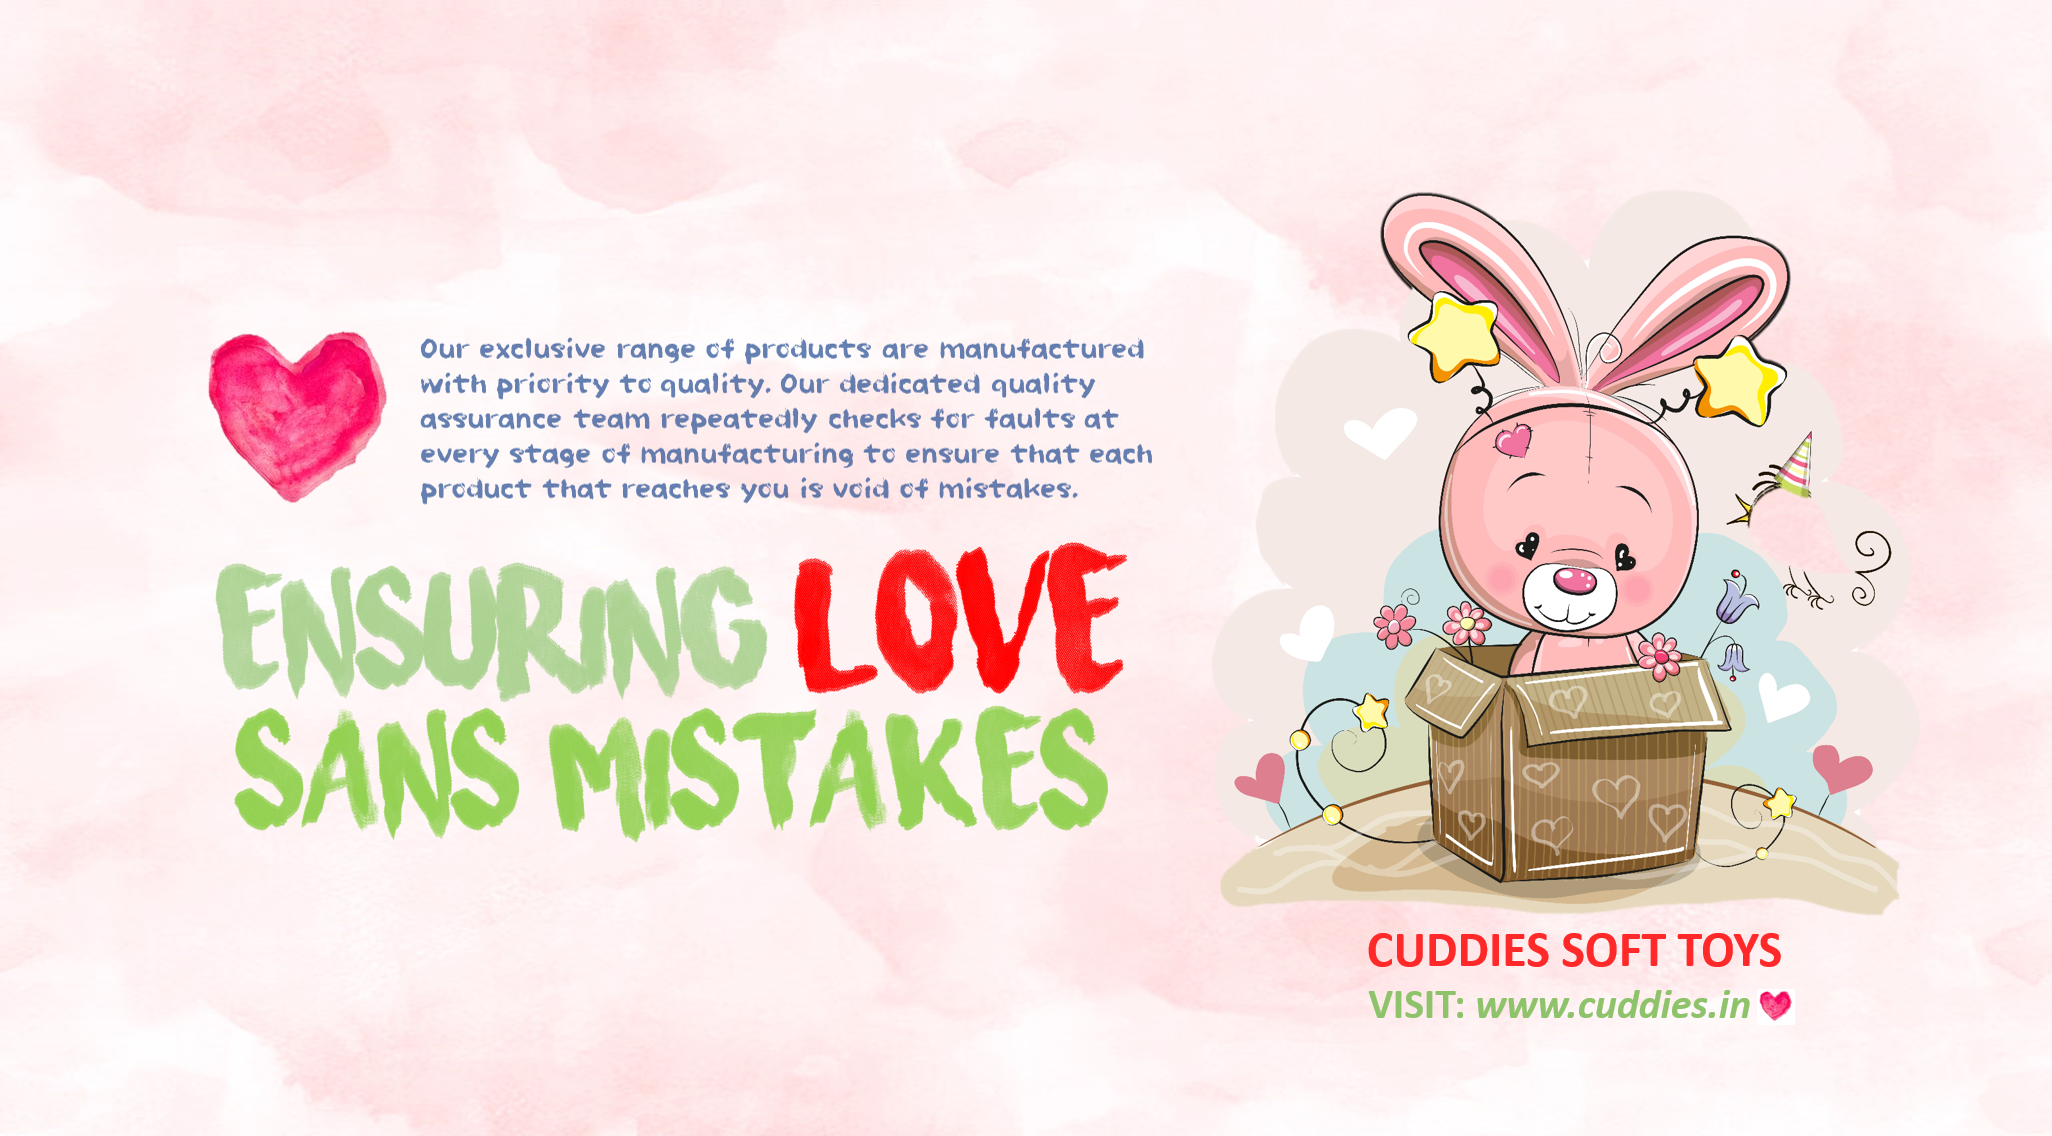 Our exclusive range of products are manufactured
with priority to quality. Our dedicated quality
assurance team repeatedly checks for faults at
every stage of manufacturing to ensure that each
product that reaches you is void of mistakes.
ENSURING LOVE
SANS MISTAKES
CUDDIES SOFT TOYS
VISIT: www.cuddies.in